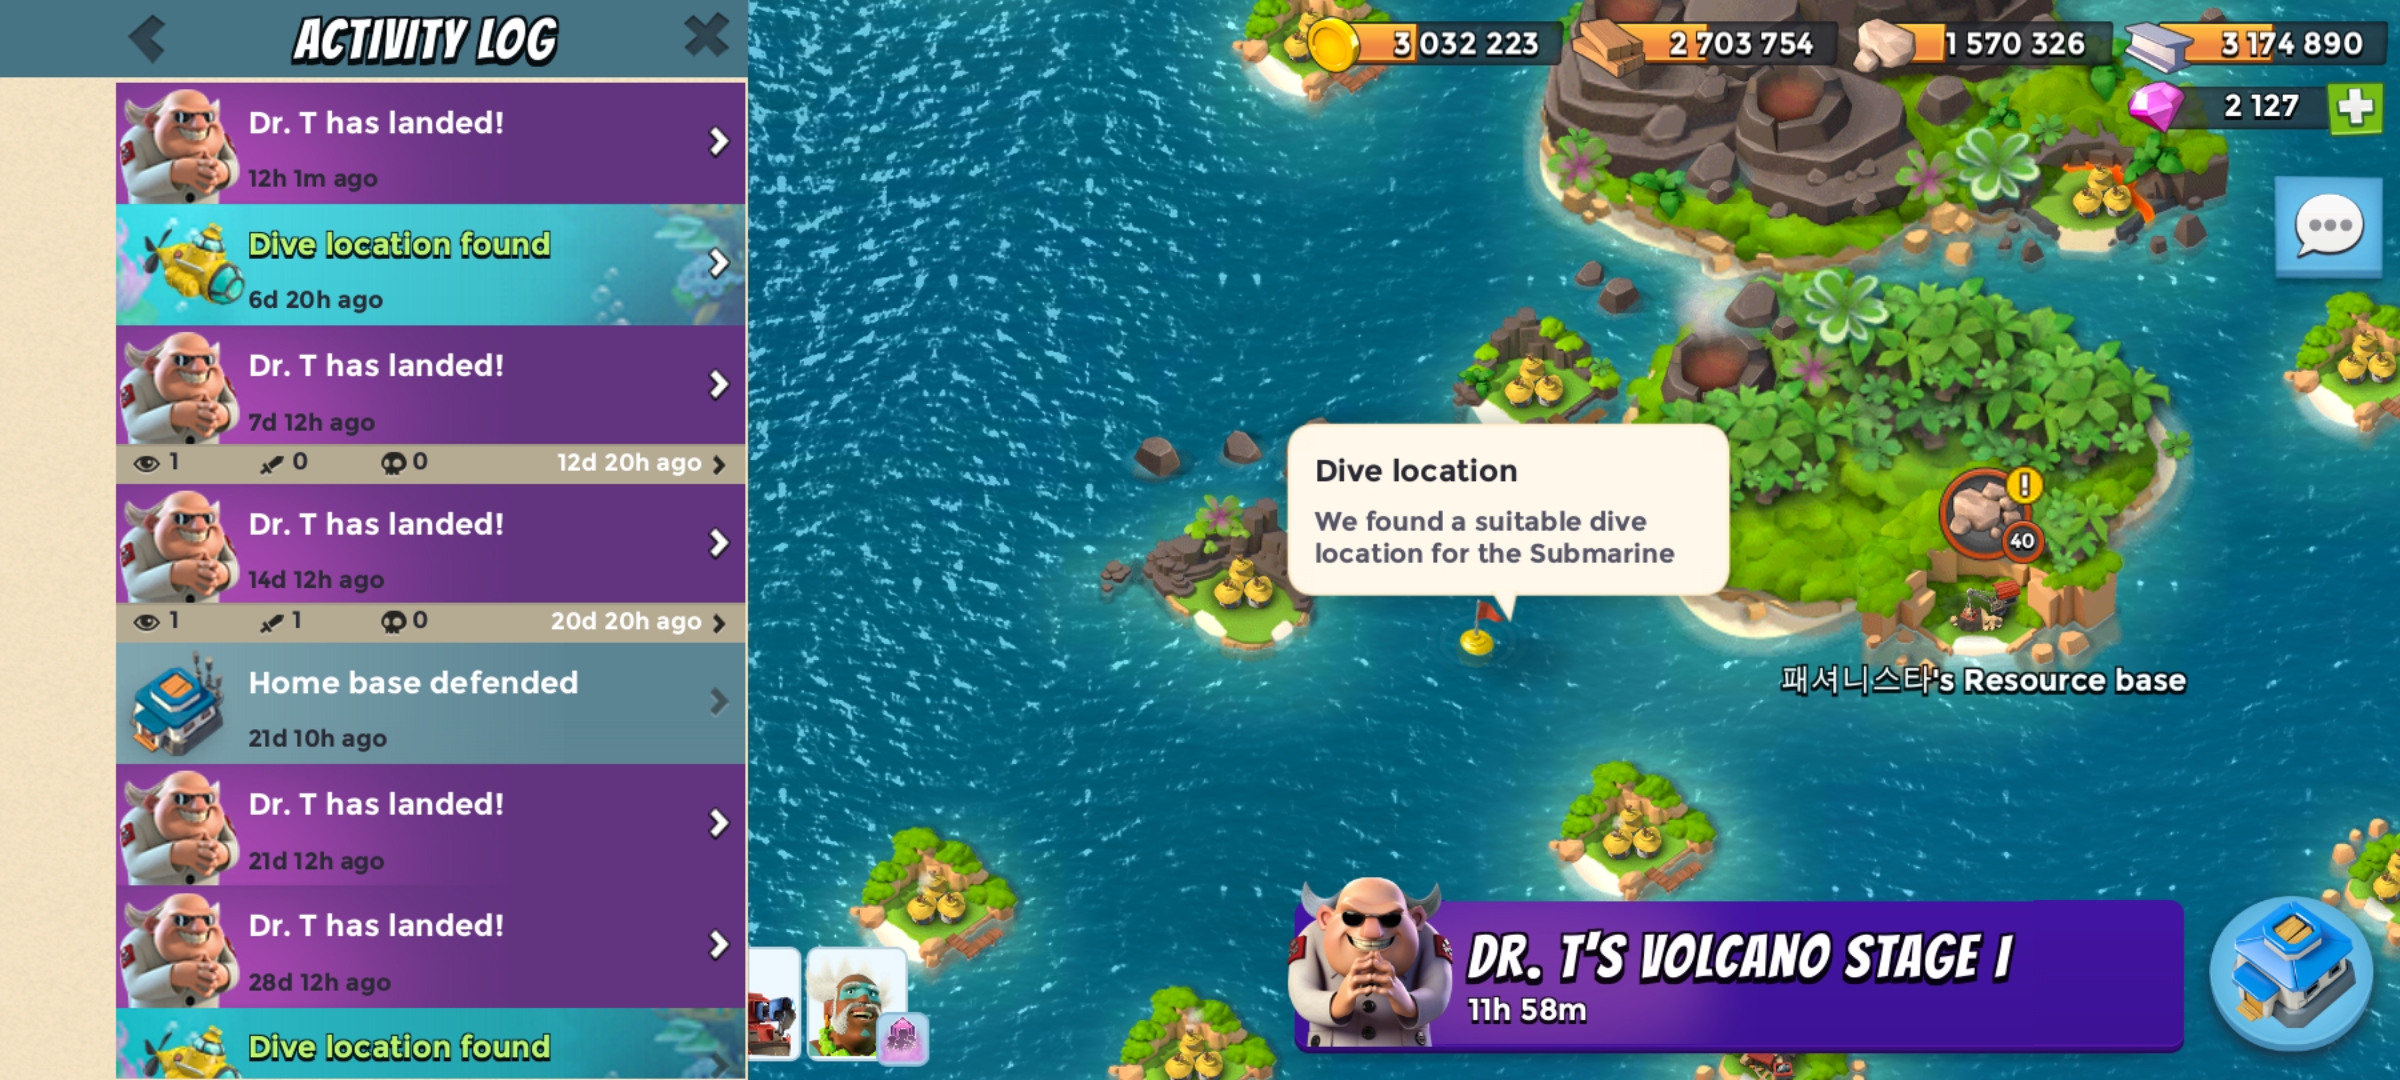 ACTIVITY LOG
Dr. T has landed!
12h 1m ago
Dive location found
6d 20h ago
Dr. T has landed!
7d 12h ago
1 0 0 12d 20h ago
Dr. T has landed!
14d 12h ago
1 1 0 20d 20h ago
Home base defended
21d 10h ago
Dr. T has landed!
21d 12h ago
Dr. T has landed!
28d 12h ago
Dive location found
3 032 223
2 703 754
1 570 326
3 174 890
2 127
Dive location
We found a suitable dive
location for the Submarine
!
40
패셔니스타's Resource base
DR. T'S VOLCANO STAGE I
11h 58m